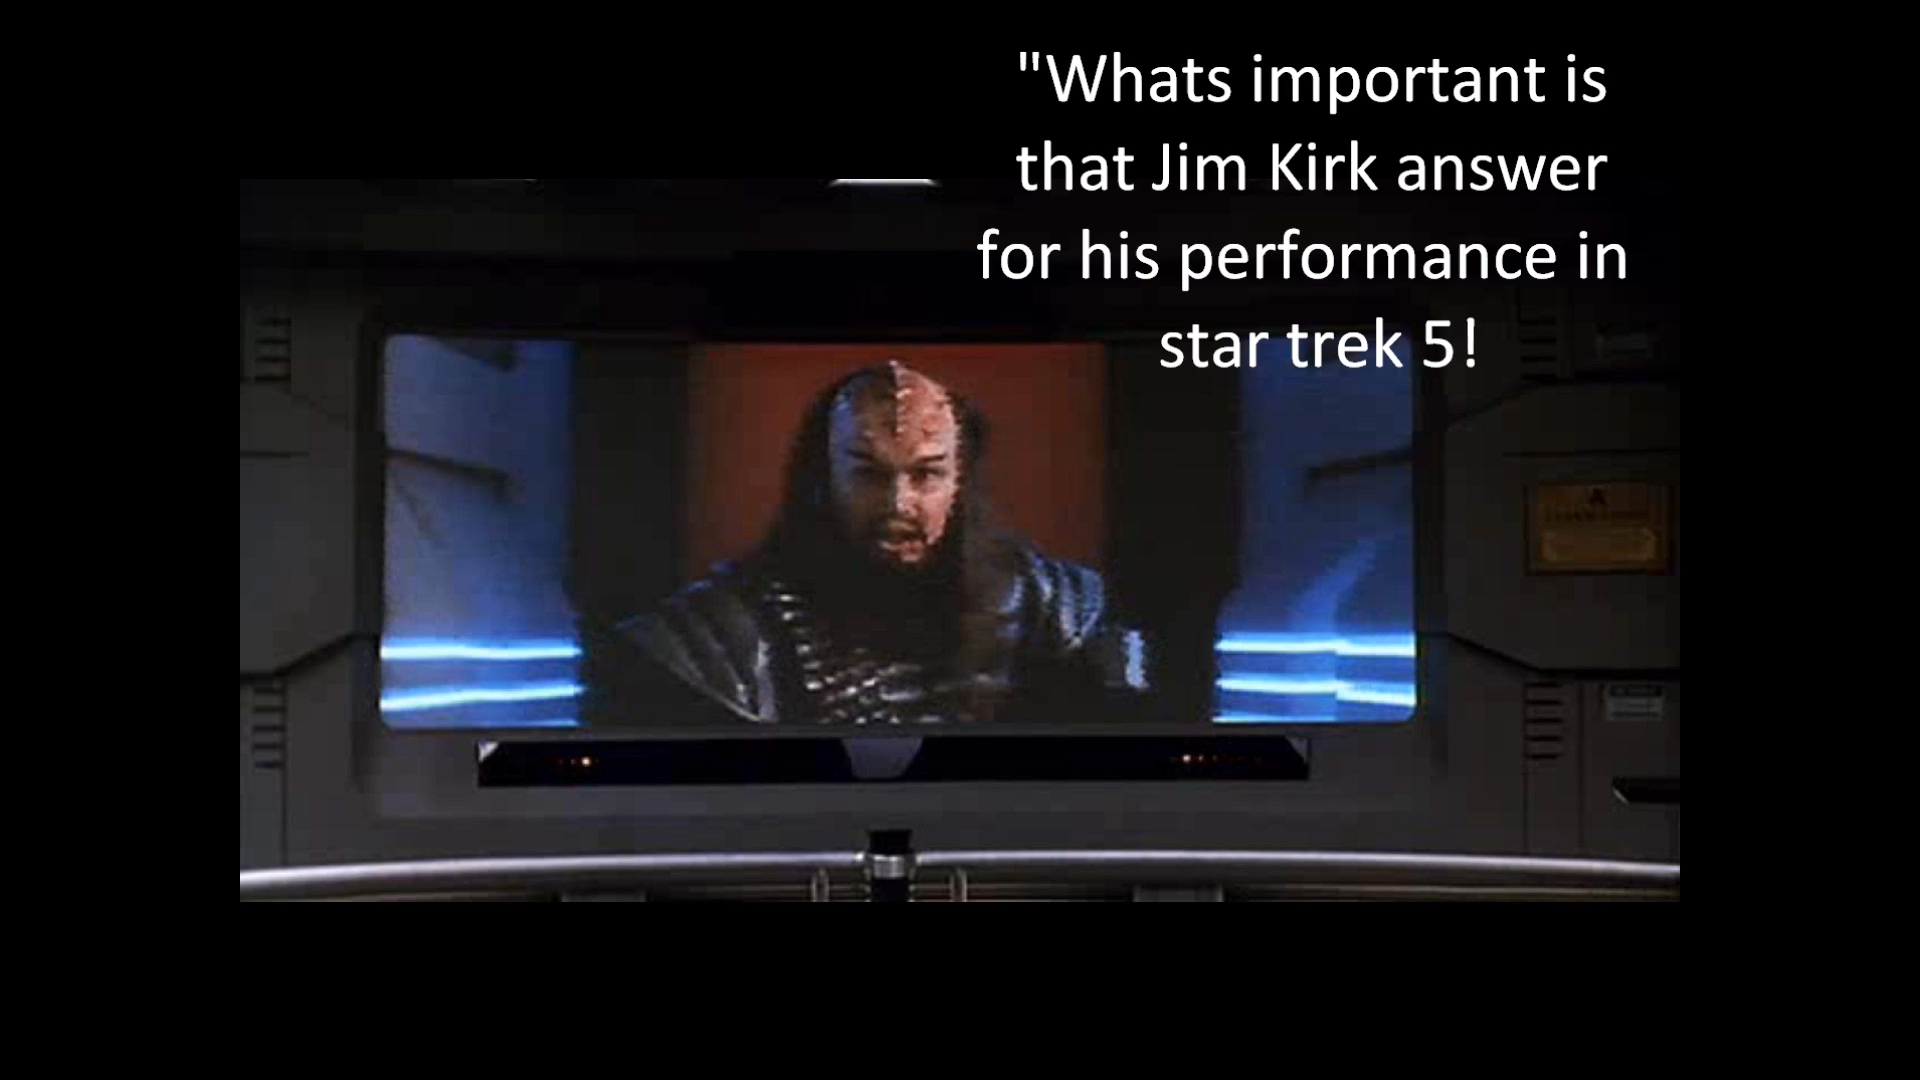 "Whats important is
that Jim Kirk answer
for his performance in
star trek 5!